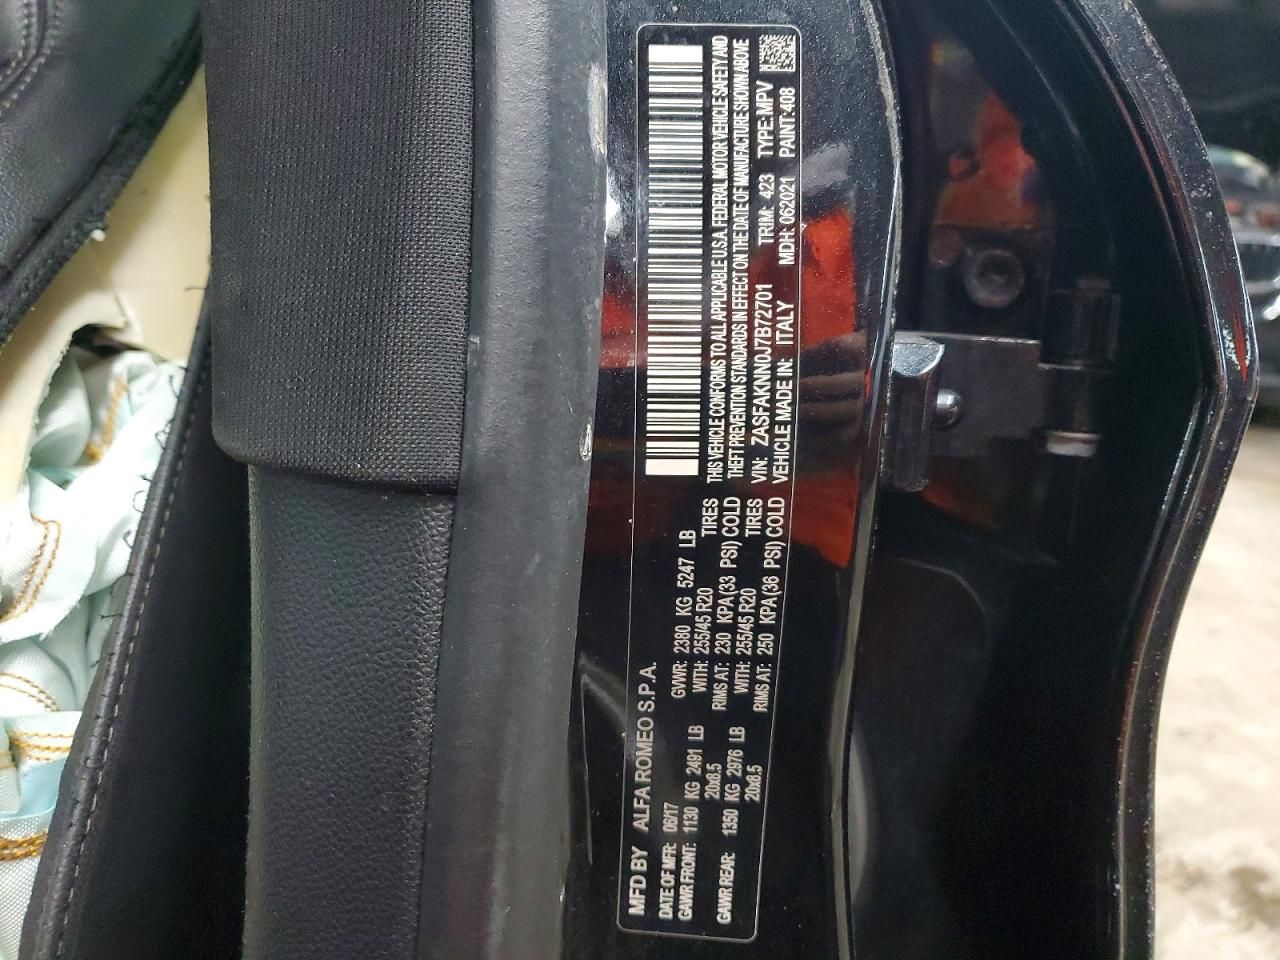 MFD BY ALFA ROMEO S.P.A.
DATE OF MFR: 06/17 GVWR: 2380 KG 5247 LB
GAWR FRONT: 1130 KG 2491 LB WITH: 255/45 R20 TIRES
20x8.5 RIMS AT: 230 KPA(33 PSI) COLD
GAWR REAR: 1350 KG 2976 LB WITH: 255/45 R20 TIRES
20x8.5 RIMS AT: 250 KPA(36 PSI) COLD
THIS VEHICLE CONFORMS TO ALL APPLICABLE U.S.A. FEDERAL MOTOR VEHICLE SAFETY AND
THEFT PREVENTION STANDARDS IN EFFECT ON THE DATE OF MANUFACTURE SHOWN ABOVE
VIN: ZASFAKNN0J7B72701 TRIM: 423 TYPE: MPV
VEHICLE MADE IN: ITALY MDH: 062021 PAINT: 408